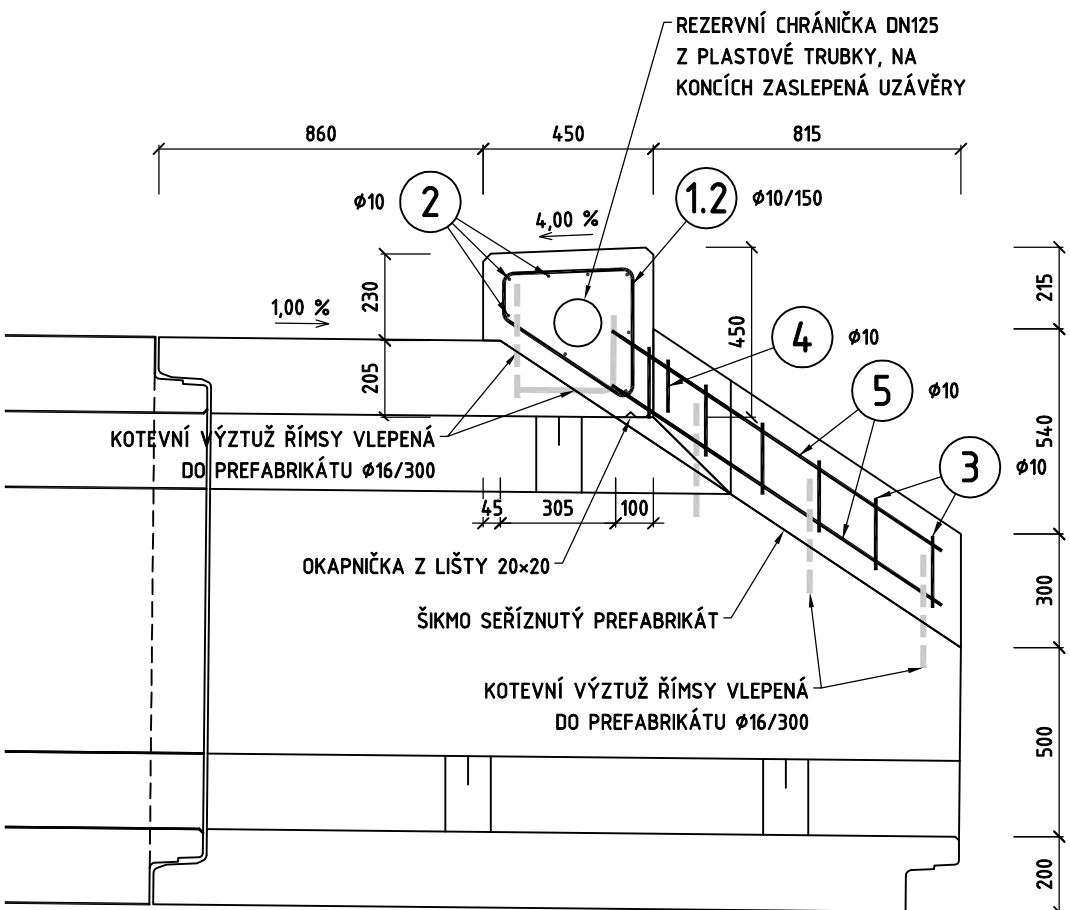 REZERVNÍ CHRÁNIČKA DN125
Z PLASTOVÉ TRUBKY, NA
KONCÍCH ZASLEPENÁ UZÁVĚRY
860
450
815
ø10
2
1.2
ø10/150
4,00 %
1,00 %
230
205
450
215
4
ø10
5
ø10
540
3
ø10
KOTEVNÍ VÝZTUŽ ŘÍMSY VLEPENÁ
DO PREFABRIKÁTU ø16/300
45
305
100
OKAPNIČKA Z LIŠTY 20×20
ŠIKMO SEŘÍZNUTÝ PREFABRIKÁT
300
KOTEVNÍ VÝZTUŽ ŘÍMSY VLEPENÁ
DO PREFABRIKÁTU ø16/300
500
200